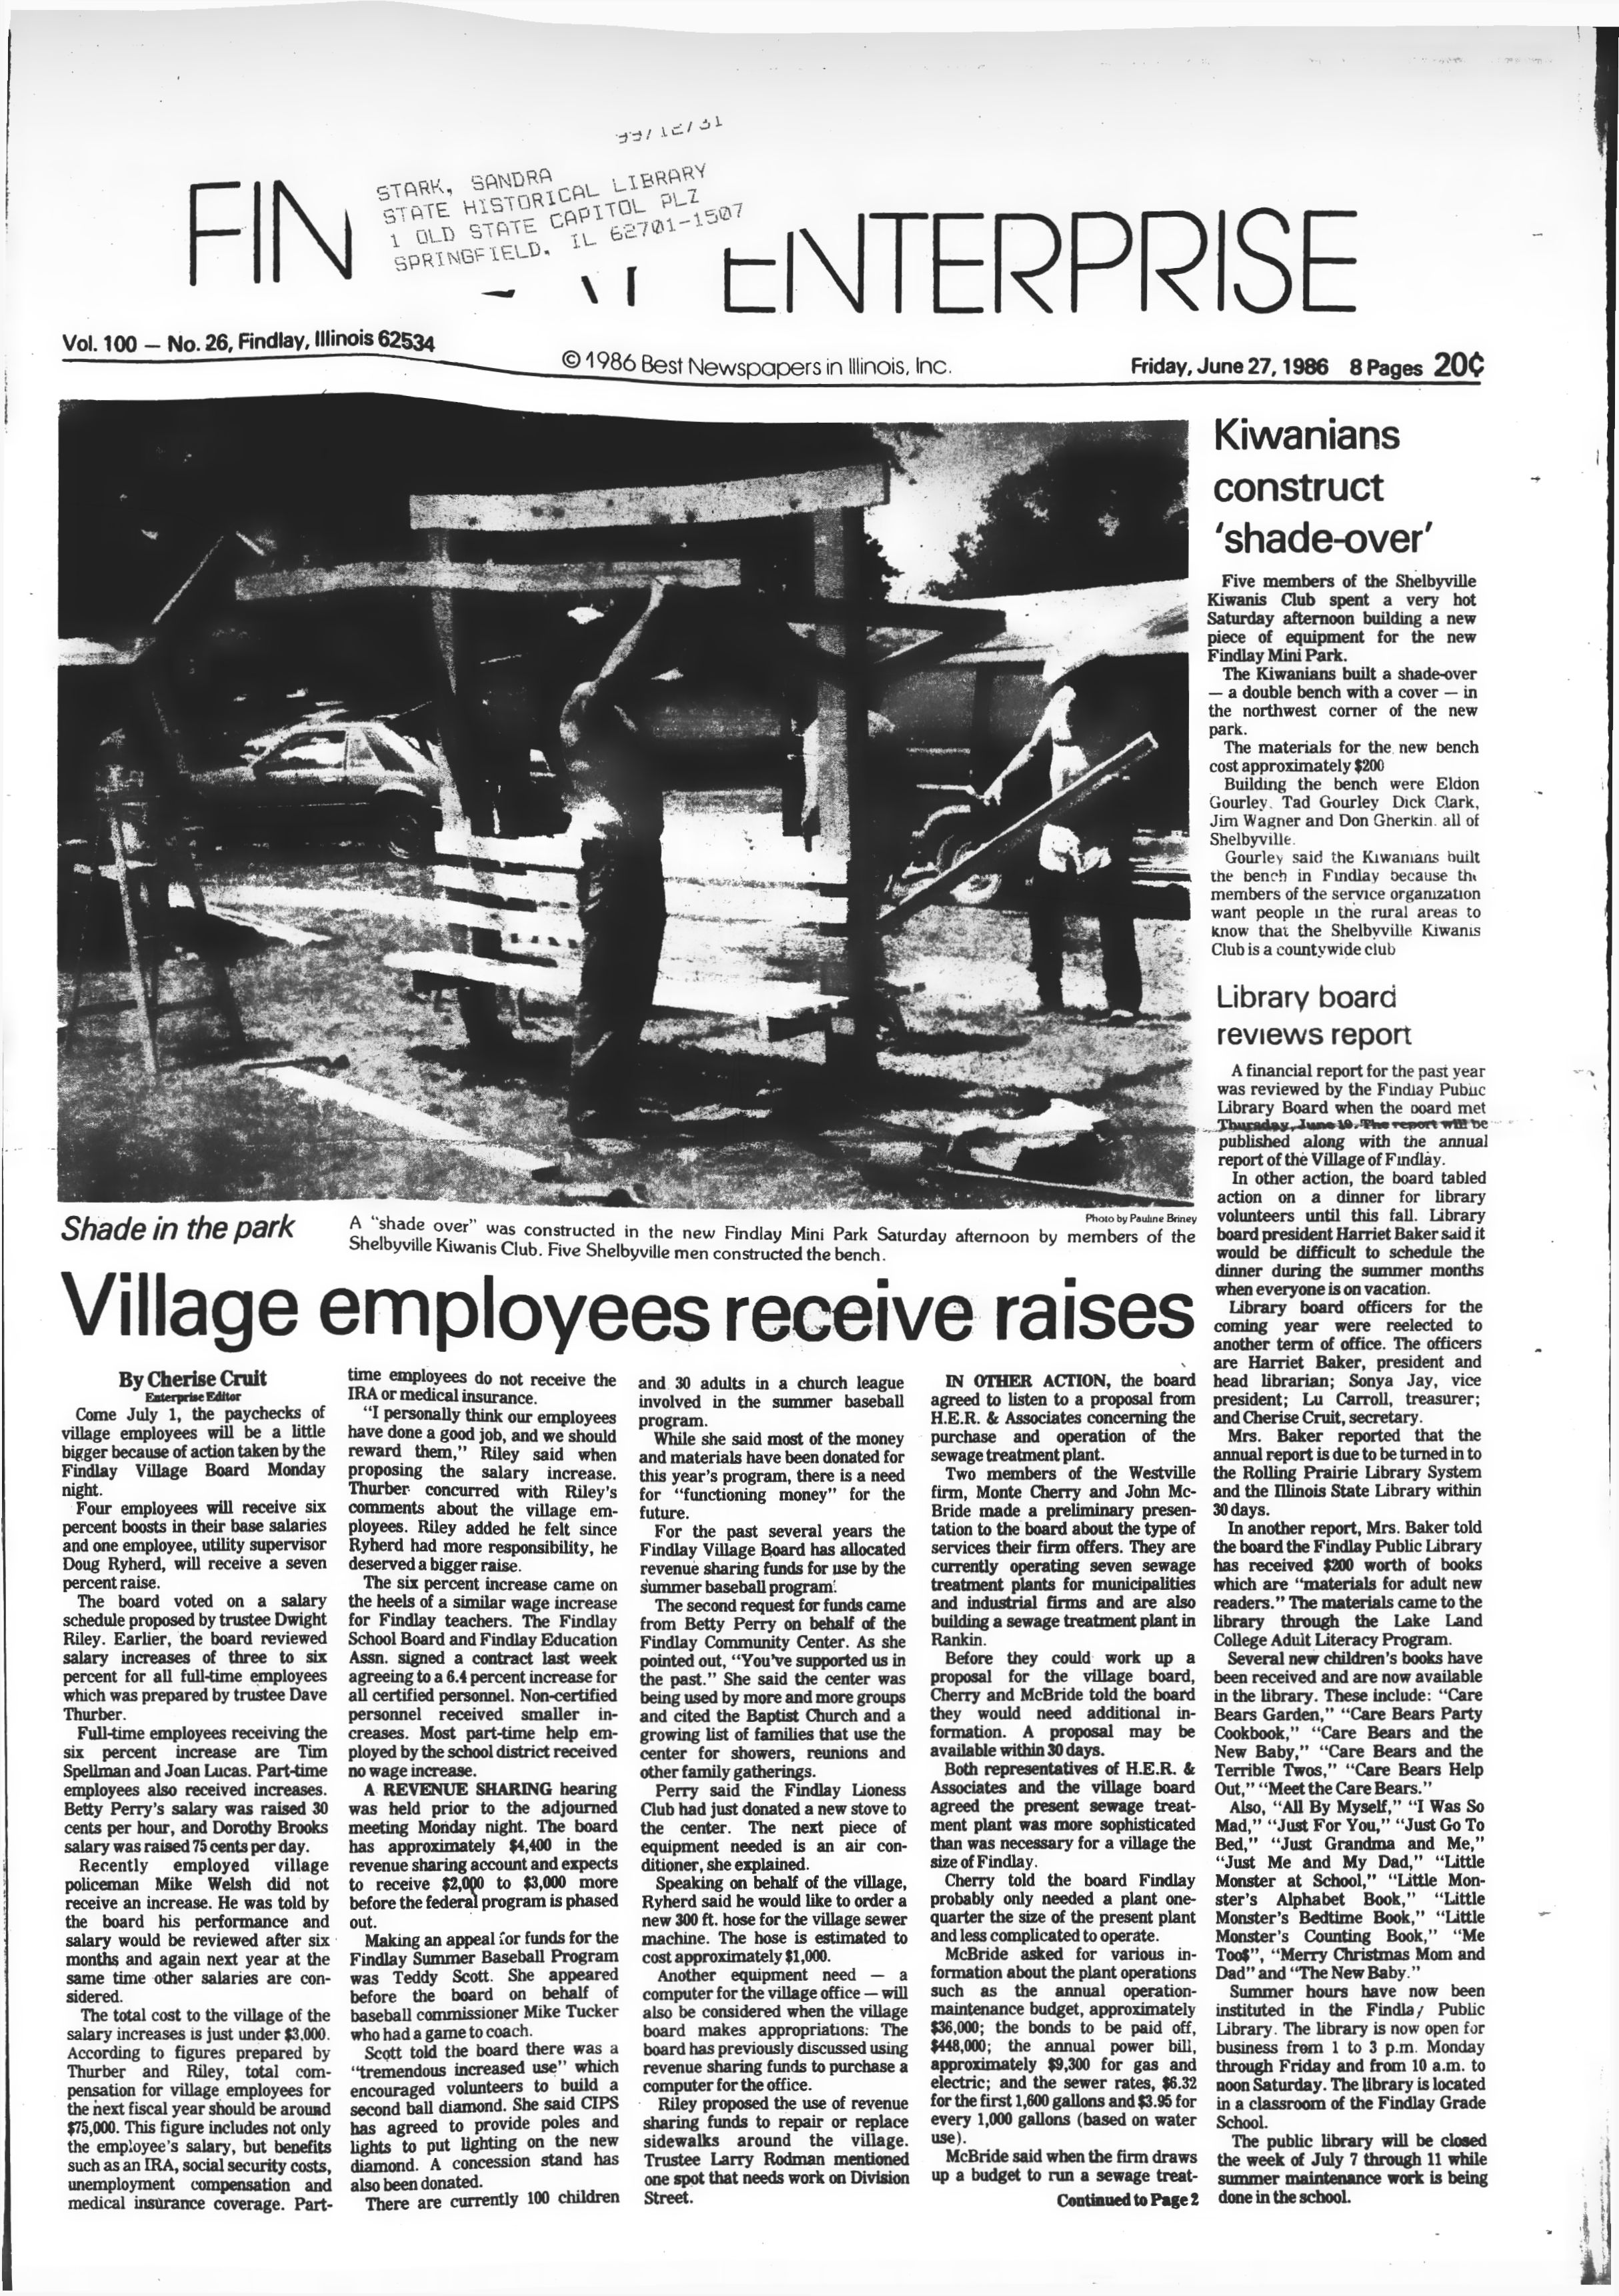 STARK, SANDRA
STATE HISTORICAL LIBRARY
1 OLD STATE CAPITOL PLZ
SPRINGFIELD, IL 62701-1507
FIN
ENTERPRISE
Vol. 100 — No. 26, Findlay, Illinois 62534
©1986 Best Newspapers in Illinois, Inc.
Friday, June 27, 1986 8 Pages 20¢
Photo by Pauline Briney
Shade in the park
A "shade over" was constructed in the new Findlay Mini Park Saturday afternoon by members of the
Shelbyville Kiwanis Club. Five Shelbyville men constructed the bench.
Village employees receive raises
By Cherise Cruit
Enterprise Editor
Come July 1, the paychecks of
village employees will be a little
bigger because of action taken by the
Findlay Village Board Monday
night.
Four employees will receive six
percent boosts in their base salaries
and one employee, utility supervisor
Doug Ryherd, will receive a seven
percent raise.
The board voted on a salary
schedule proposed by trustee Dwight
Riley. Earlier, the board reviewed
salary increases of three to six
percent for all full-time employees
which was prepared by trustee Dave
Thurber.
Full-time employees receiving the
six percent increase are Tim
Spellman and Joan Lucas. Part-time
employees also received increases.
Betty Perry's salary was raised 30
cents per hour, and Dorothy Brooks
salary was raised 75 cents per day.
Recently employed village
policeman Mike Welsh did not
receive an increase. He was told by
the board his performance and
salary would be reviewed after six
months and again next year at the
same time other salaries are con-
sidered.
The total cost to the village of the
salary increases is just under $3,000.
According to figures prepared by
Thurber and Riley, total com-
pensation for village employees for
the next fiscal year should be around
$75,000. This figure includes not only
the employee's salary, but benefits
such as an IRA, social security costs,
unemployment compensation and
medical insurance coverage. Part-
time employees do not receive the
IRA or medical insurance.
"I personally think our employees
have done a good job, and we should
reward them," Riley said when
proposing the salary increase.
Thurber concurred with Riley's
comments about the village em-
ployees. Riley added he felt since
Ryherd had more responsibility, he
deserved a bigger raise.
The six percent increase came on
the heels of a similar wage increase
for Findlay teachers. The Findlay
School Board and Findlay Education
Assn. signed a contract last week
agreeing to a 6.4 percent increase for
all certified personnel. Non-certified
personnel received smaller in-
creases. Most part-time help em-
ployed by the school district received
no wage increase.
A REVENUE SHARING hearing
was held prior to the adjourned
meeting Monday night. The board
has approximately $4,400 in the
revenue sharing account and expects
to receive $2,000 to $3,000 more
before the federal program is phased
out.
Making an appeal for funds for the
Findlay Summer Baseball Program
was Teddy Scott. She appeared
before the board on behalf of
baseball commissioner Mike Tucker
who had a game to coach.
Scott told the board there was a
"tremendous increased use" which
encouraged volunteers to build a
second ball diamond. She said CIPS
has agreed to provide poles and
lights to put lighting on the new
diamond. A concession stand has
also been donated.
There are currently 100 children
and 30 adults in a church league
involved in the summer baseball
program.
While she said most of the money
and materials have been donated for
this year's program, there is a need
for "functioning money" for the
future.
For the past several years the
Findlay Village Board has allocated
revenue sharing funds for use by the
summer baseball program.
The second request for funds came
from Betty Perry on behalf of the
Findlay Community Center. As she
pointed out, "You've supported us in
the past." She said the center was
being used by more and more groups
and cited the Baptist Church and a
growing list of families that use the
center for showers, reunions and
other family gatherings.
Perry said the Findlay Lioness
Club had just donated a new stove to
the center. The next piece of
equipment needed is an air con-
ditioner, she explained.
Speaking on behalf of the village,
Ryherd said he would like to order a
new 300 ft. hose for the village sewer
machine. The hose is estimated to
cost approximately $1,000.
Another equipment need — a
computer for the village office — will
also be considered when the village
board makes appropriations. The
board has previously discussed using
revenue sharing funds to purchase a
computer for the office.
Riley proposed the use of revenue
sharing funds to repair or replace
sidewalks around the village.
Trustee Larry Rodman mentioned
one spot that needs work on Division
Street.
IN OTHER ACTION, the board
agreed to listen to a proposal from
H.E.R. & Associates concerning the
purchase and operation of the
sewage treatment plant.
Two members of the Westville
firm, Monte Cherry and John Mc-
Bride made a preliminary presen-
tation to the board about the type of
services their firm offers. They are
currently operating seven sewage
treatment plants for municipalities
and industrial firms and are also
building a sewage treatment plant in
Rankin.
Before they could work up a
proposal for the village board,
Cherry and McBride told the board
they would need additional in-
formation. A proposal may be
available within 30 days.
Both representatives of H.E.R. &
Associates and the village board
agreed the present sewage treat-
ment plant was more sophisticated
than was necessary for a village the
size of Findlay.
Cherry told the board Findlay
probably only needed a plant one-
quarter the size of the present plant
and less complicated to operate.
McBride asked for various in-
formation about the plant operations
such as the annual operation-
maintenance budget, approximately
$36,000; the bonds to be paid off,
$448,000; the annual power bill,
approximately $9,300 for gas and
electric; and the sewer rates, $6.32
for the first 1,600 gallons and $3.95 for
every 1,000 gallons (based on water
use).
McBride said when the firm draws
up a budget to run a sewage treat-
Continued to Page 2
Kiwanians
construct
'shade-over'
Five members of the Shelbyville
Kiwanis Club spent a very hot
Saturday afternoon building a new
piece of equipment for the new
Findlay Mini Park.
The Kiwanians built a shade-over
— a double bench with a cover — in
the northwest corner of the new
park.
The materials for the new bench
cost approximately $200
Building the bench were Eldon
Gourley. Tad Gourley Dick Clark,
Jim Wagner and Don Gherkin. all of
Shelbyville.
Gourley said the Kiwanians built
the bench in Findlay because the
members of the service organization
want people in the rural areas to
know that the Shelbyville Kiwanis
Club is a countywide club
Library board
reviews report
A financial report for the past year
was reviewed by the Findlay Public
Library Board when the board met
Thursday, June 19. The report will be
published along with the annual
report of the Village of Findlay.
In other action, the board tabled
action on a dinner for library
volunteers until this fall. Library
board president Harriet Baker said it
would be difficult to schedule the
dinner during the summer months
when everyone is on vacation.
Library board officers for the
coming year were reelected to
another term of office. The officers
are Harriet Baker, president and
head librarian; Sonya Jay, vice
president; Lu Carroll, treasurer;
and Cherise Cruit, secretary.
Mrs. Baker reported that the
annual report is due to be turned in to
the Rolling Prairie Library System
and the Illinois State Library within
30 days.
In another report, Mrs. Baker told
the board the Findlay Public Library
has received $200 worth of books
which are "materials for adult new
readers." The materials came to the
library through the Lake Land
College Adult Literacy Program.
Several new children's books have
been received and are now available
in the library. These include: "Care
Bears Garden," "Care Bears Party
Cookbook," "Care Bears and the
New Baby," "Care Bears and the
Terrible Twos," "Care Bears Help
Out," "Meet the Care Bears."
Also, "All By Myself," "I Was So
Mad," "Just For You," "Just Go To
Bed," "Just Grandma and Me,"
"Just Me and My Dad," "Little
Monster at School," "Little Mon-
ster's Alphabet Book," "Little
Monster's Bedtime Book," "Little
Monster's Counting Book," "Me
Too$", "Merry Christmas Mom and
Dad" and "The New Baby."
Summer hours have now been
instituted in the Findlay Public
Library. The library is now open for
business from 1 to 3 p.m. Monday
through Friday and from 10 a.m. to
noon Saturday. The library is located
in a classroom of the Findlay Grade
School.
The public library will be closed
the week of July 7 through 11 while
summer maintenance work is being
done in the school.